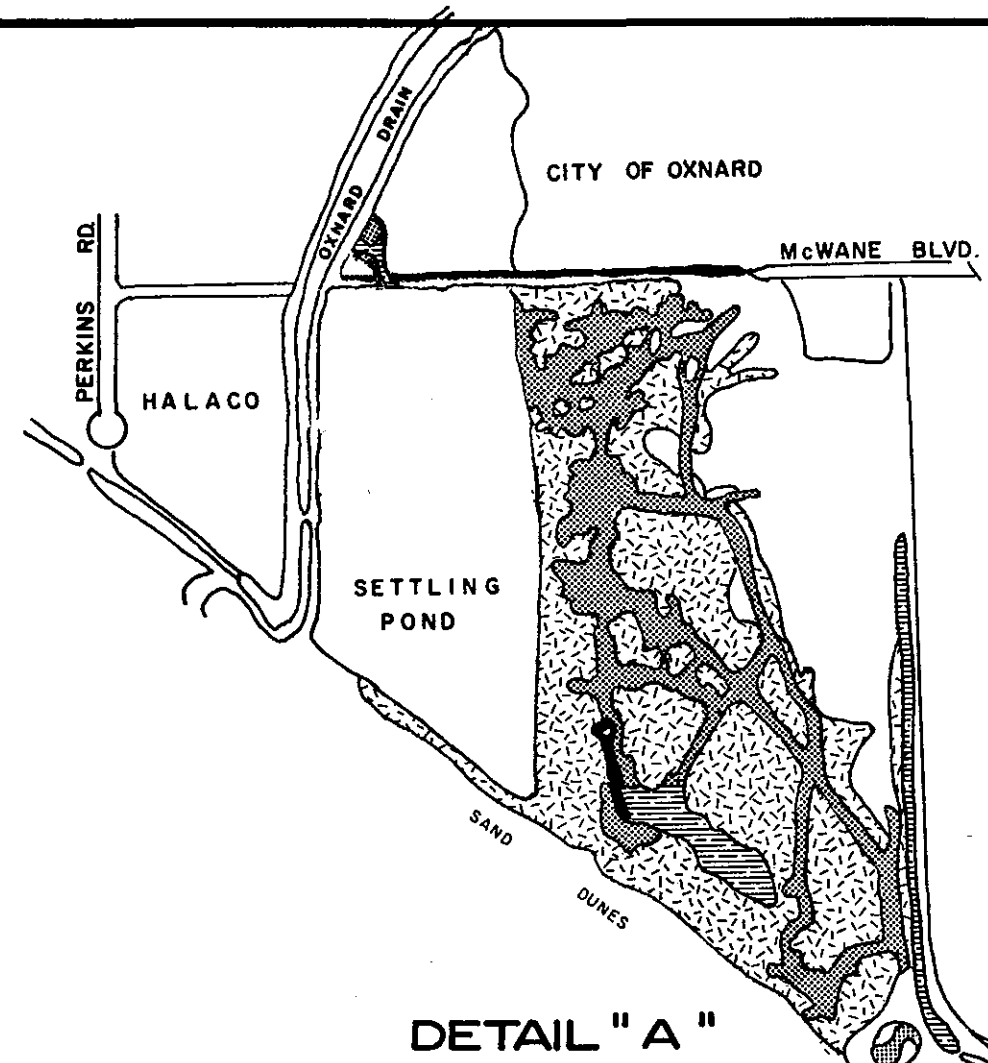 OXNARD DRAIN
CITY OF OXNARD
McWANE BLVD.
PERKINS RD.
HALACO
SETTLING
POND
SAND
DUNES
DETAIL "A"